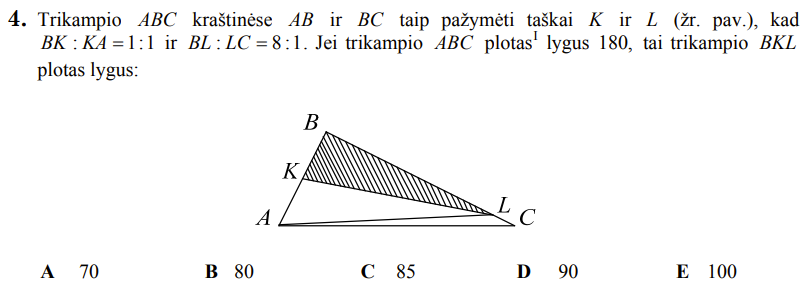 4. Trikampio ABC kraštinėse AB ir BC taip pažymėti taškai K ir L (žr. pav.), kad
BK : KA = 1 : 1 ir BL : LC = 8 : 1. Jei trikampio ABC plotas¹ lygus 180, tai trikampio BKL
plotas lygus:
B
K
A
L
C
A 70 B 80 C 85 D 90 E 100